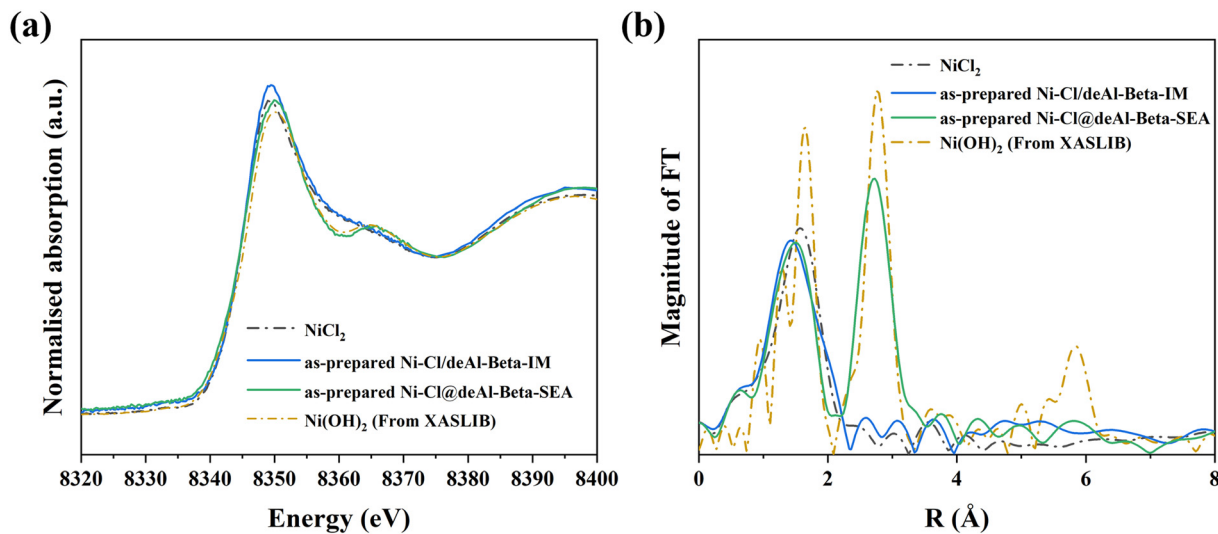 (a)
Normalised absorption (a.u.)
NiCl2
as-prepared Ni-Cl/deAl-Beta-IM
as-prepared Ni-Cl@deAl-Beta-SEA
Ni(OH)2 (From XASLIB)
8320 8330 8340 8350 8360 8370 8380 8390 8400
Energy (eV)
(b)
Magnitude of FT
NiCl2
as-prepared Ni-Cl/deAl-Beta-IM
as-prepared Ni-Cl@deAl-Beta-SEA
Ni(OH)2 (From XASLIB)
0 2 4 6 8
R (Å)